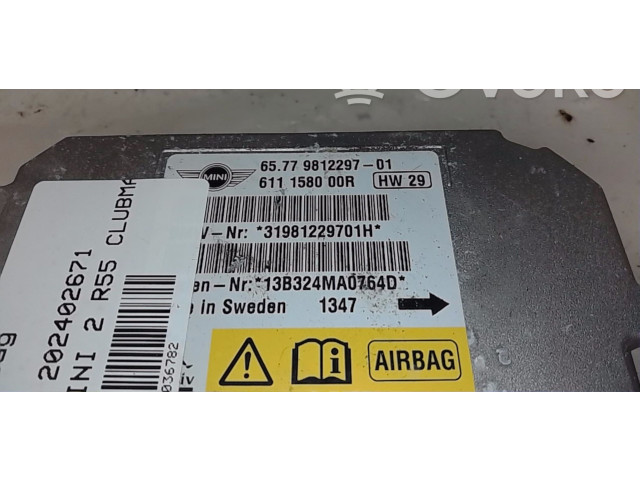 MINI
65.77 9812297-01
611 1580 00R HW 29
V-Nr: *31981229701H*
en-Nr: *13B324MA0764D*
in Sweden 1347
AIRBAG
202402671
INI 2 R55 CLUBMA
036782